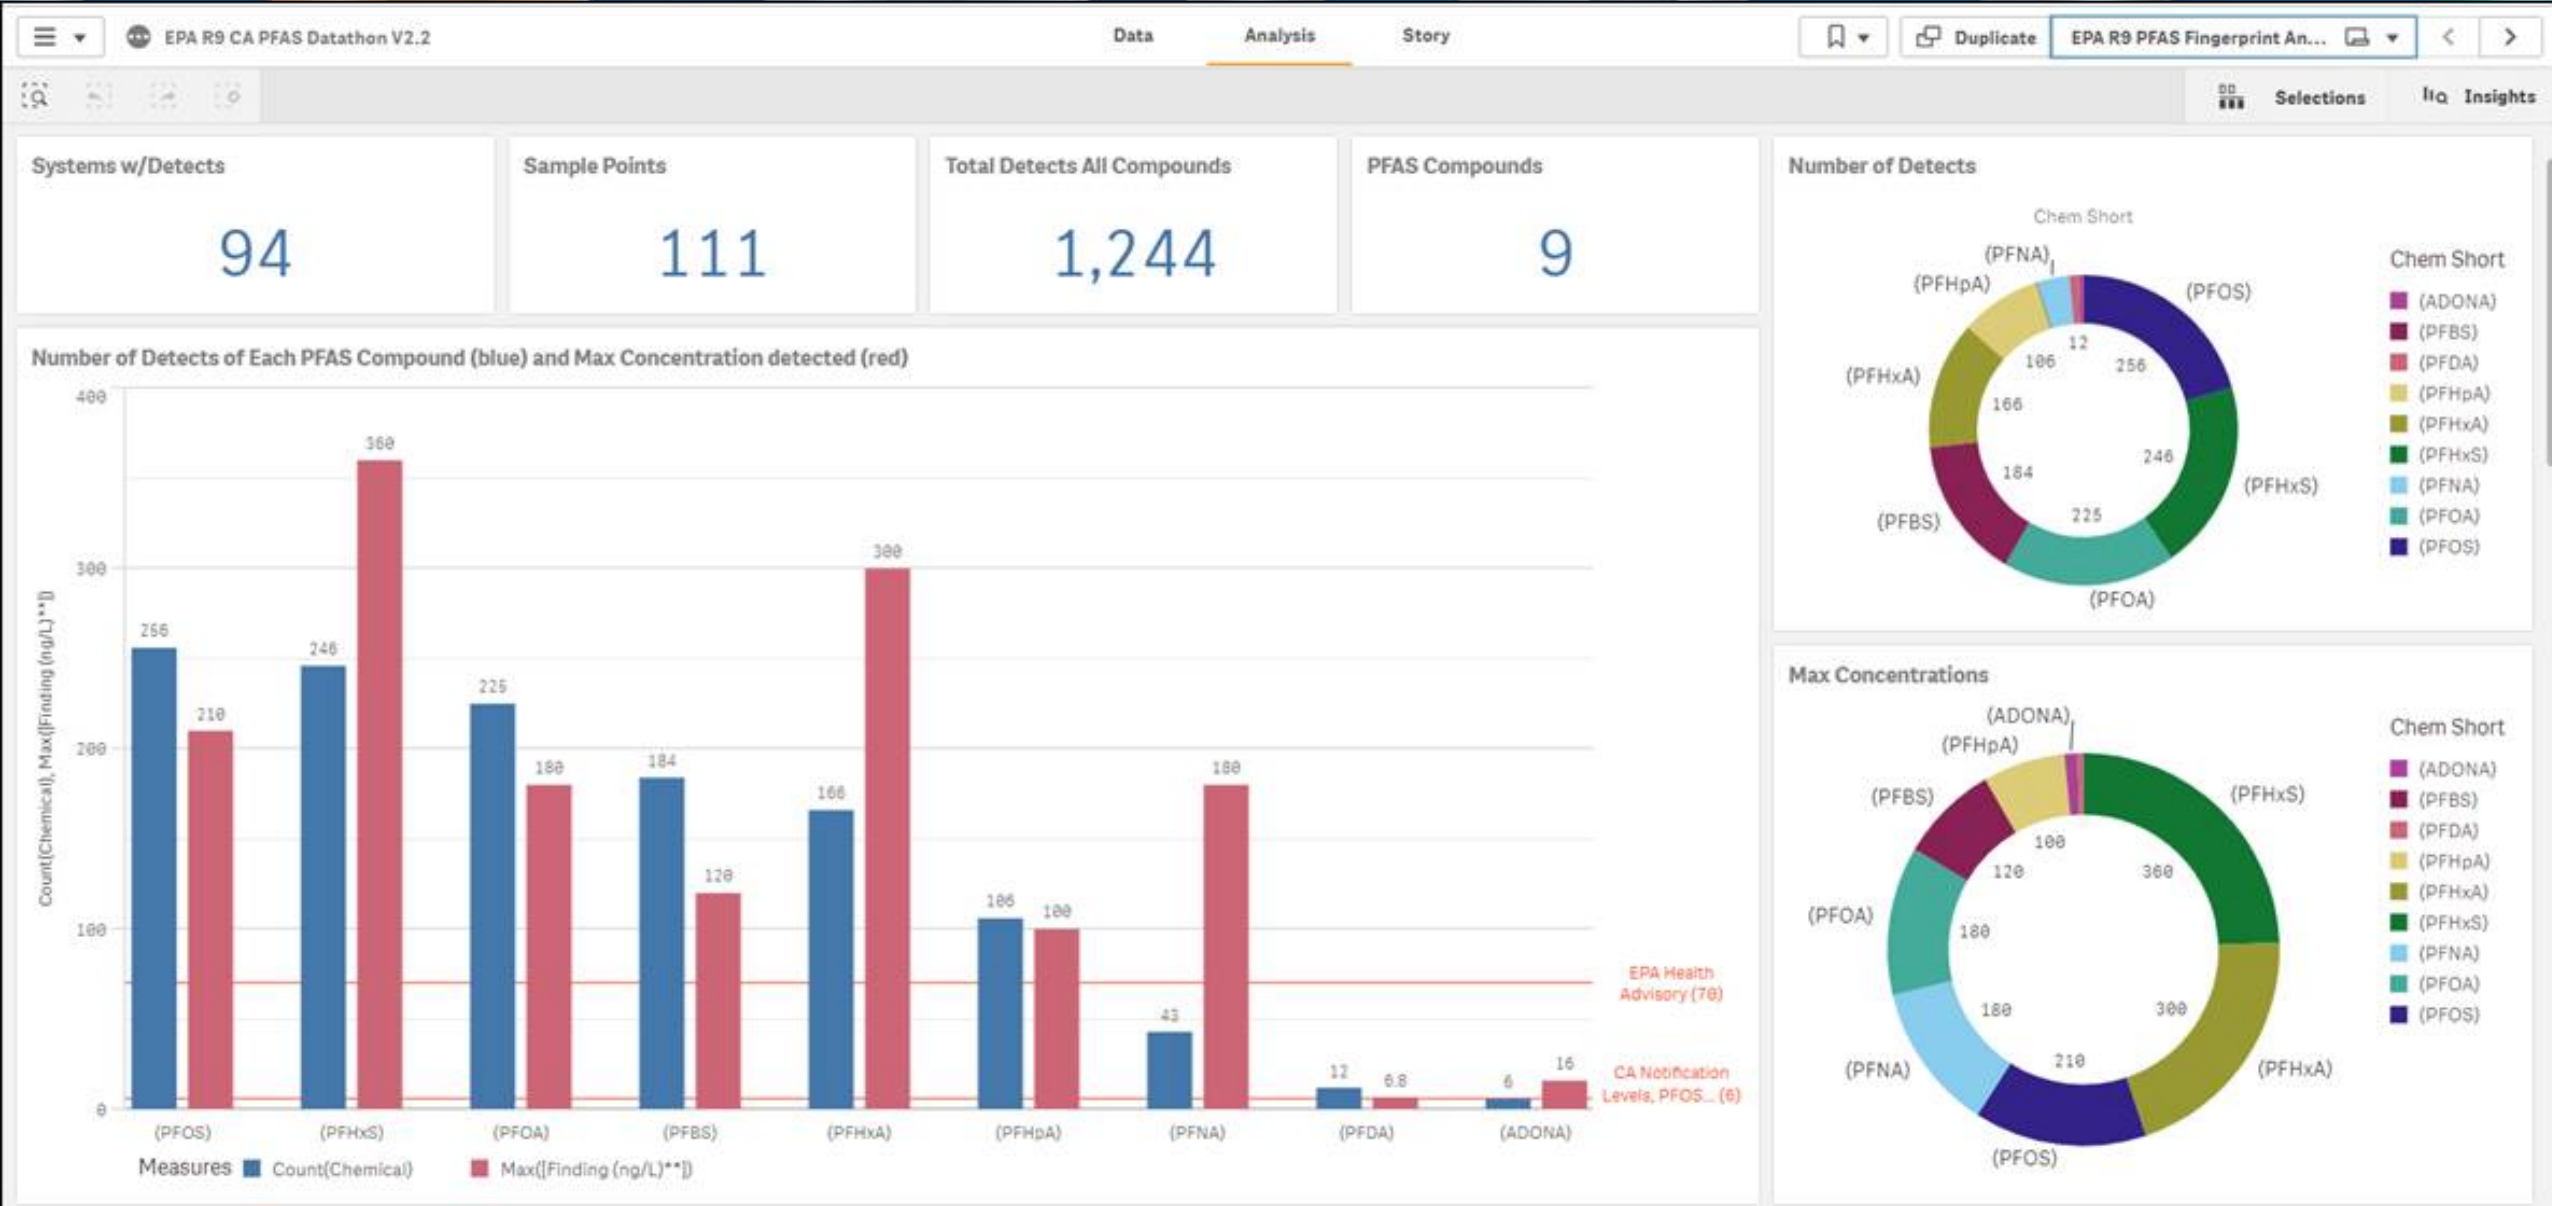 EPA R9 CA PFAS Datathon V2.2
Data
Analysis
Story
Duplicate
EPA R9 PFAS Fingerprint An...
Selections
Insights
Systems w/Detects
94
Sample Points
111
Total Detects All Compounds
1,244
PFAS Compounds
9
Number of Detects of Each PFAS Compound (blue) and Max Concentration detected (red)
Count(Chemical), Max([Finding (ng/L)**])
400
300
200
100
0
256
210
246
360
225
180
184
120
166
300
106
100
43
180
12
6.8
6
16
EPA Health
Advisory (70)
CA Notification
Levels, PFOS... (6)
(PFOS)
(PFHxS)
(PFOA)
(PFBS)
(PFHxA)
(PFHpA)
(PFNA)
(PFDA)
(ADONA)
Measures
Count(Chemical)
Max([Finding (ng/L)**])
Number of Detects
Chem Short
(PFNA)
(PFHpA)
(PFOS)
(PFHxA)
(PFHxS)
(PFBS)
(PFOA)
12
106
256
166
246
184
225
Chem Short
(ADONA)
(PFBS)
(PFDA)
(PFHpA)
(PFHxA)
(PFHxS)
(PFNA)
(PFOA)
(PFOS)
Max Concentrations
(ADONA)
(PFHpA)
(PFHxS)
(PFBS)
(PFOA)
(PFNA)
(PFHxA)
(PFOS)
100
120
360
180
180
300
210
Chem Short
(ADONA)
(PFBS)
(PFDA)
(PFHpA)
(PFHxA)
(PFHxS)
(PFNA)
(PFOA)
(PFOS)